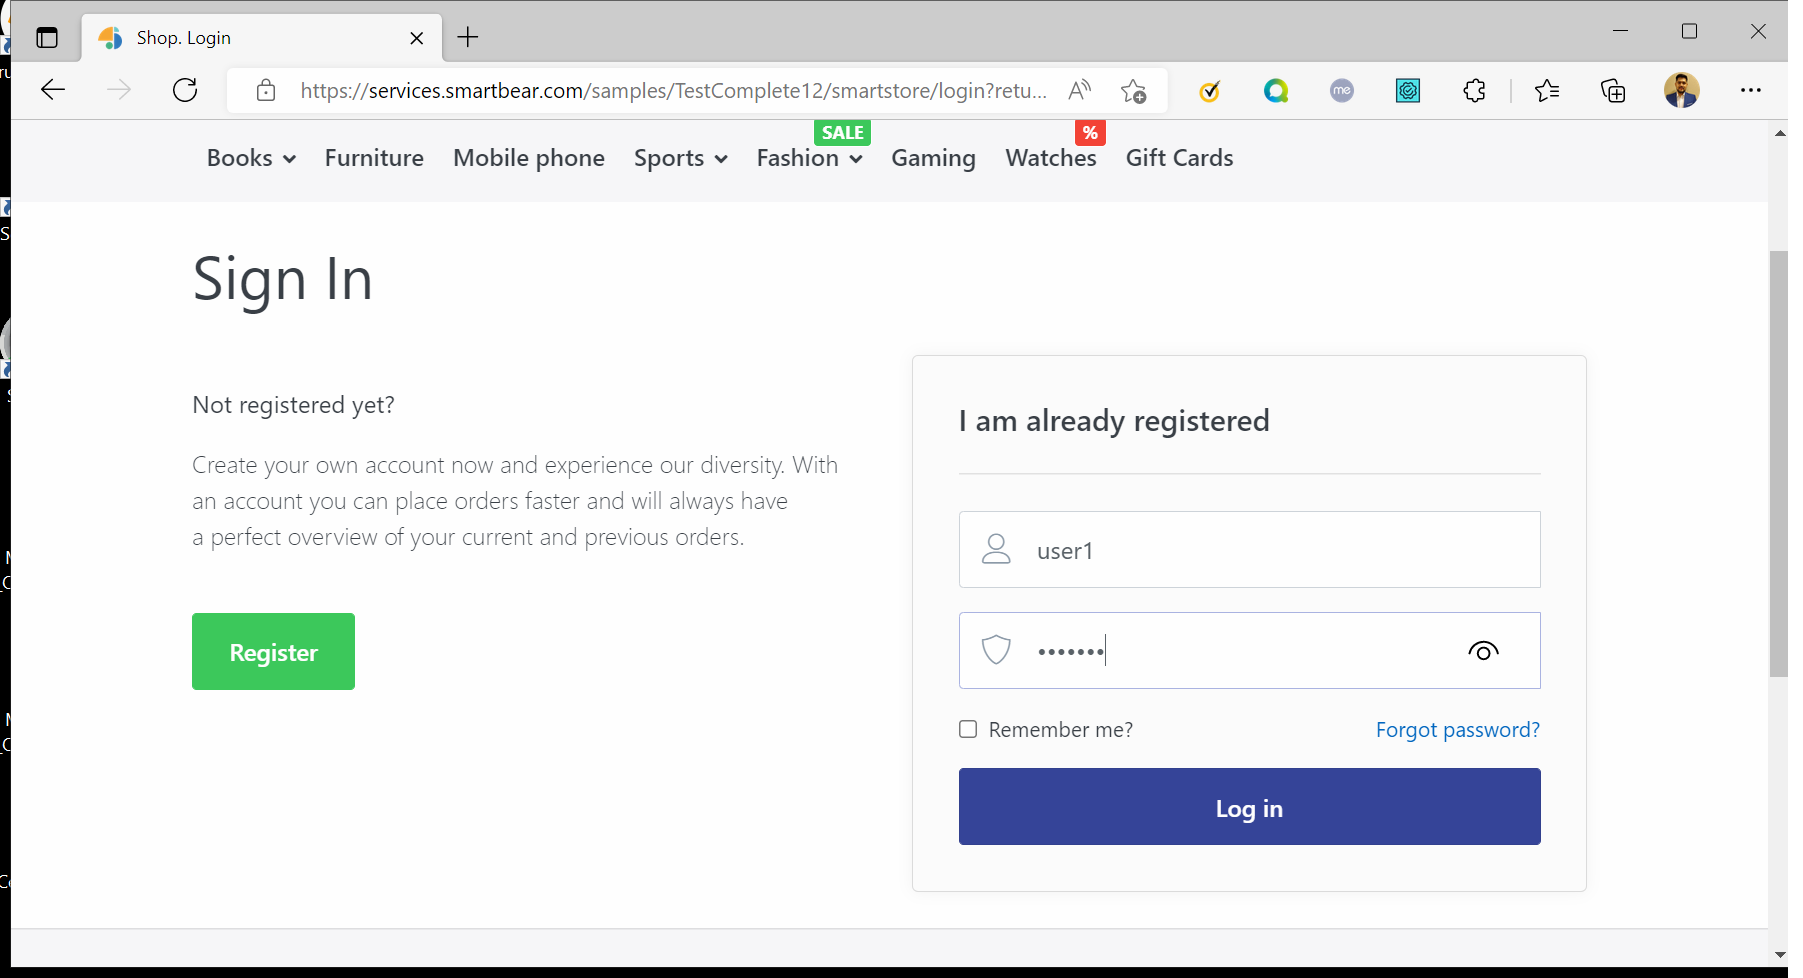 Shop. Login
https://services.smartbear.com/samples/TestComplete12/smartstore/login?retu...
me
SALE
%
Books
Furniture
Mobile phone
Sports
Fashion
Gaming
Watches
Gift Cards
Sign In
Not registered yet?
Create your own account now and experience our diversity. With
an account you can place orders faster and will always have
a perfect overview of your current and previous orders.
Register
I am already registered
user1
•••••••
Remember me?
Forgot password?
Log in